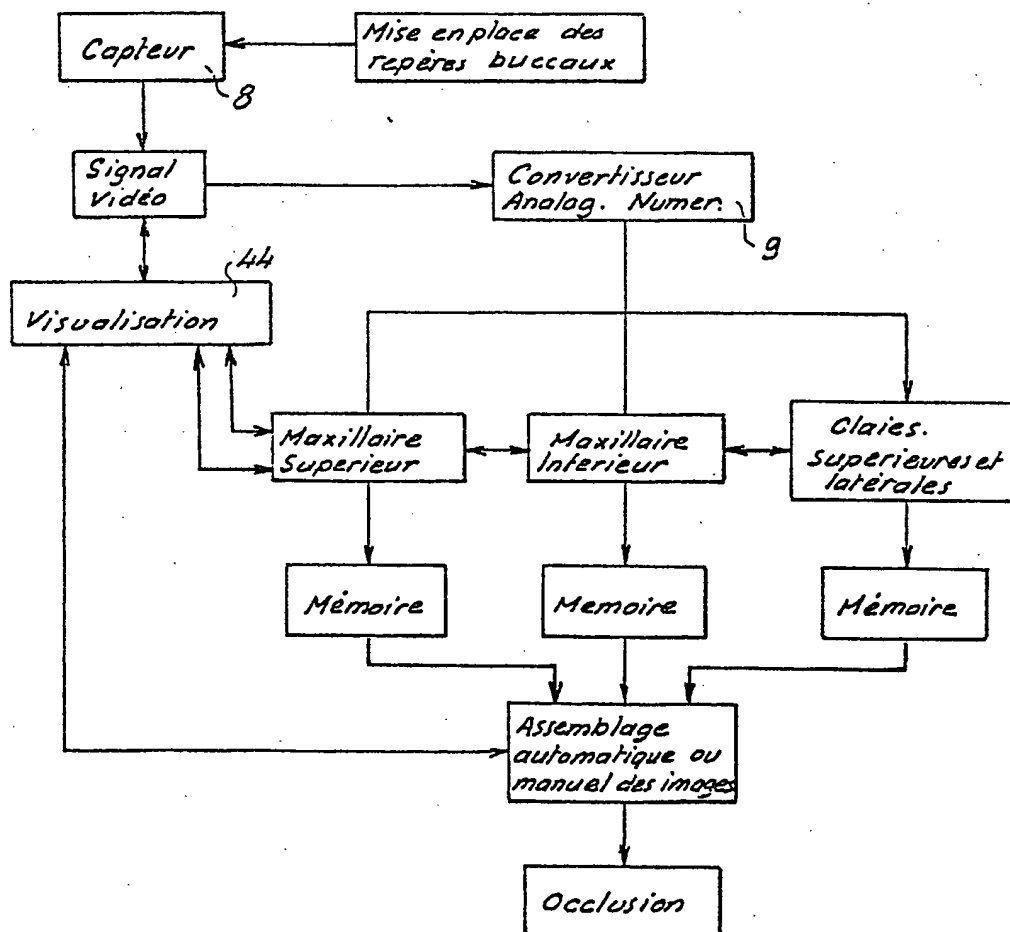 Capteur
8
Mise en place des
repères buccaux
Signal
vidéo
Convertisseur
Analog. Numer.
9
44
Visualisation
Maxillaire
Superieur
Maxillaire
Interieur
Claies.
superieures et
latérales
Mémoire
Memoire
Mémoire
Assemblage
automatique ou
manuel des images
Occlusion